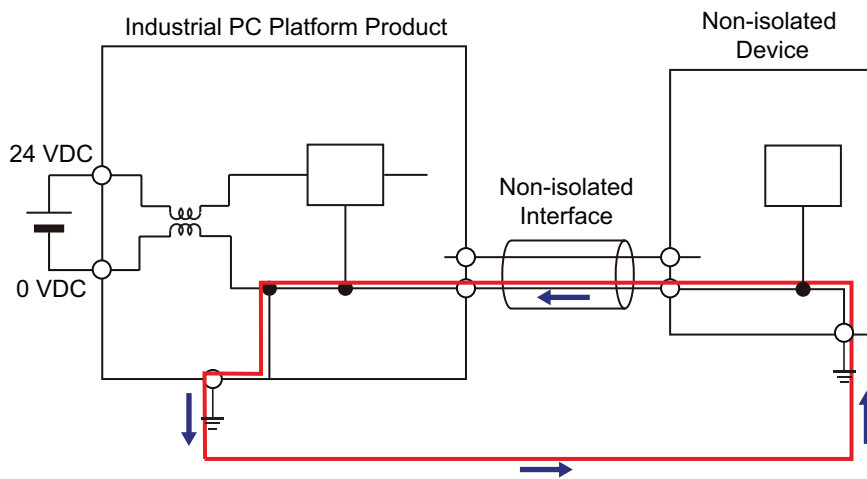 Industrial PC Platform Product
Non-isolated
Device
24 VDC
Non-isolated
Interface
0 VDC